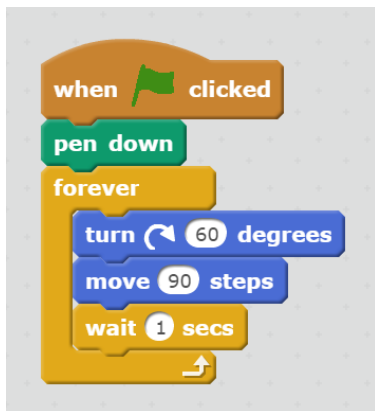 when clicked
pen down
forever
turn 60 degrees
move 90 steps
wait 1 secs